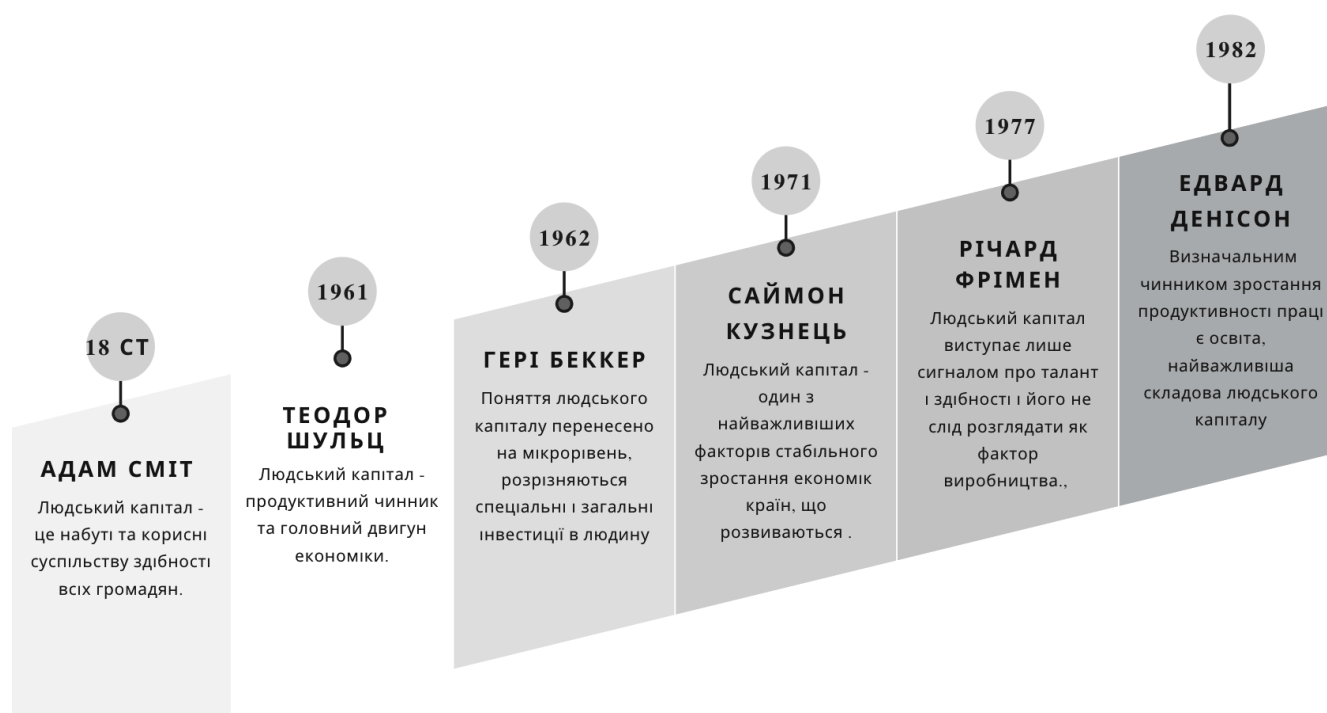 18 СТ
АДАМ СМІТ
Людський капітал -
це набуті та корисні
суспільству здібності
всіх громадян.
1961
ТЕОДОР
ШУЛЬЦ
Людський капітал -
продуктивний чинник
та головний двигун
економіки.
1962
ГЕРІ БЕККЕР
Поняття людського
капіталу перенесено
на мікрорівень,
розрізняються
спеціальні і загальні
інвестиції в людину
1971
САЙМОН
КУЗНЕЦЬ
Людський капітал -
один з
найважливіших
факторів стабільного
зростання економік
країн, що
розвиваються .
1977
РІЧАРД
ФРІМЕН
Людський капітал
виступає лише
сигналом про талант
і здібності і його не
слід розглядати як
фактор
виробництва.,
1982
ЕДВАРД
ДЕНІСОН
Визначальним
чинником зростання
продуктивності праці
є освіта,
найважливіша
складова людського
капіталу